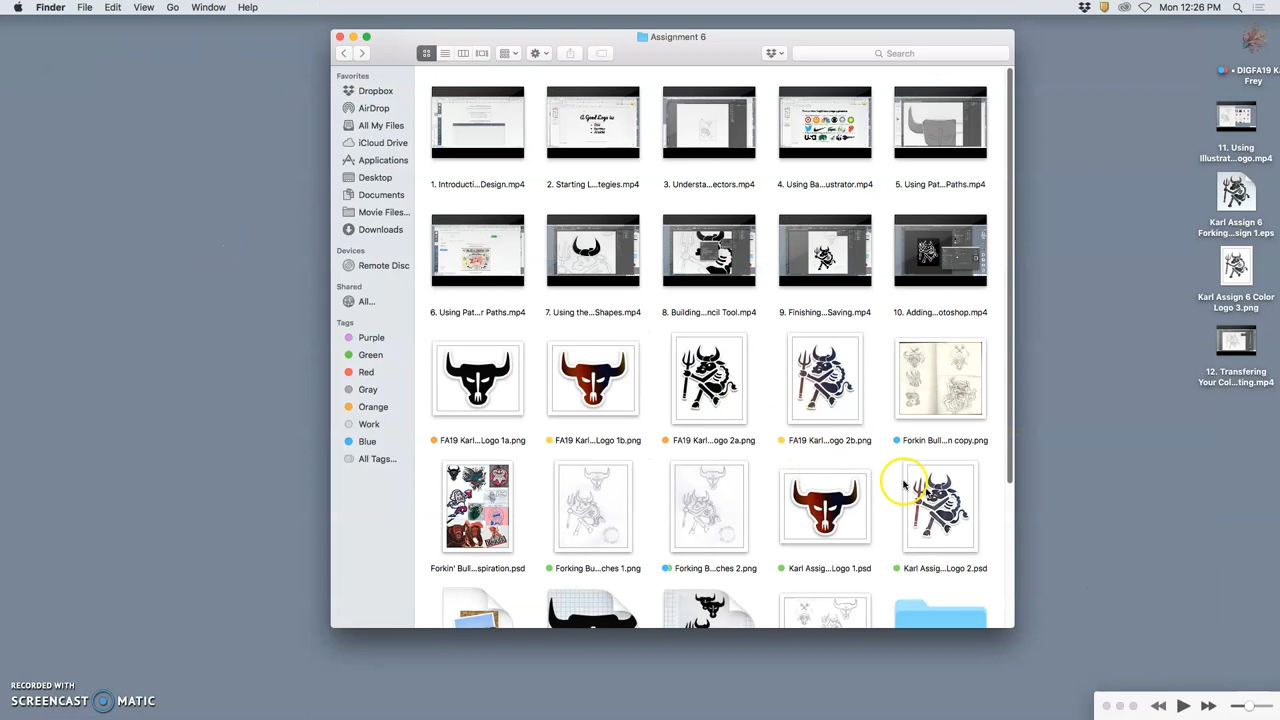 Finder File Edit View Go Window Help Mon 12:26 PM
Assignment 6
Search
Favorites
Dropbox
AirDrop
All My Files
iCloud Drive
Applications
Desktop
Documents
Movie Files...
Downloads
Devices
Remote Disc
Shared
All...
Tags
Purple
Green
Red
Gray
Orange
Work
Blue
All Tags...
1. Introducti...Design.mp4 2. Starting L...tegies.mp4 3. Understa...ectors.mp4 4. Using Ba...ustrator.mp4 5. Using Pat...Paths.mp4
6. Using Pat...r Paths.mp4 7. Using the...Shapes.mp4 8. Building...ncil Tool.mp4 9. Finishing...Saving.mp4 10. Adding...otoshop.mp4
FA19 Karl...Logo 1a.png FA19 Karl...Logo 1b.png FA19 Karl...ogo 2a.png FA19 Karl...ogo 2b.png Forkin Bull...n copy.png
Forkin' Bull...spiration.psd Forking Bu...ches 1.png Forking B...ches 2.png Karl Assig...Logo 1.psd Karl Assig...Logo 2.psd
A Good Logo is:
• DIGFA19 K
Frey
11. Using
Illustrat...ogo.mp4
Karl Assign 6
Forking...sign 1.eps
Karl Assign 6 Color
Logo 3.png
12. Transfering
Your Col...ting.mp4
RECORDED WITH
SCREENCAST MATIC